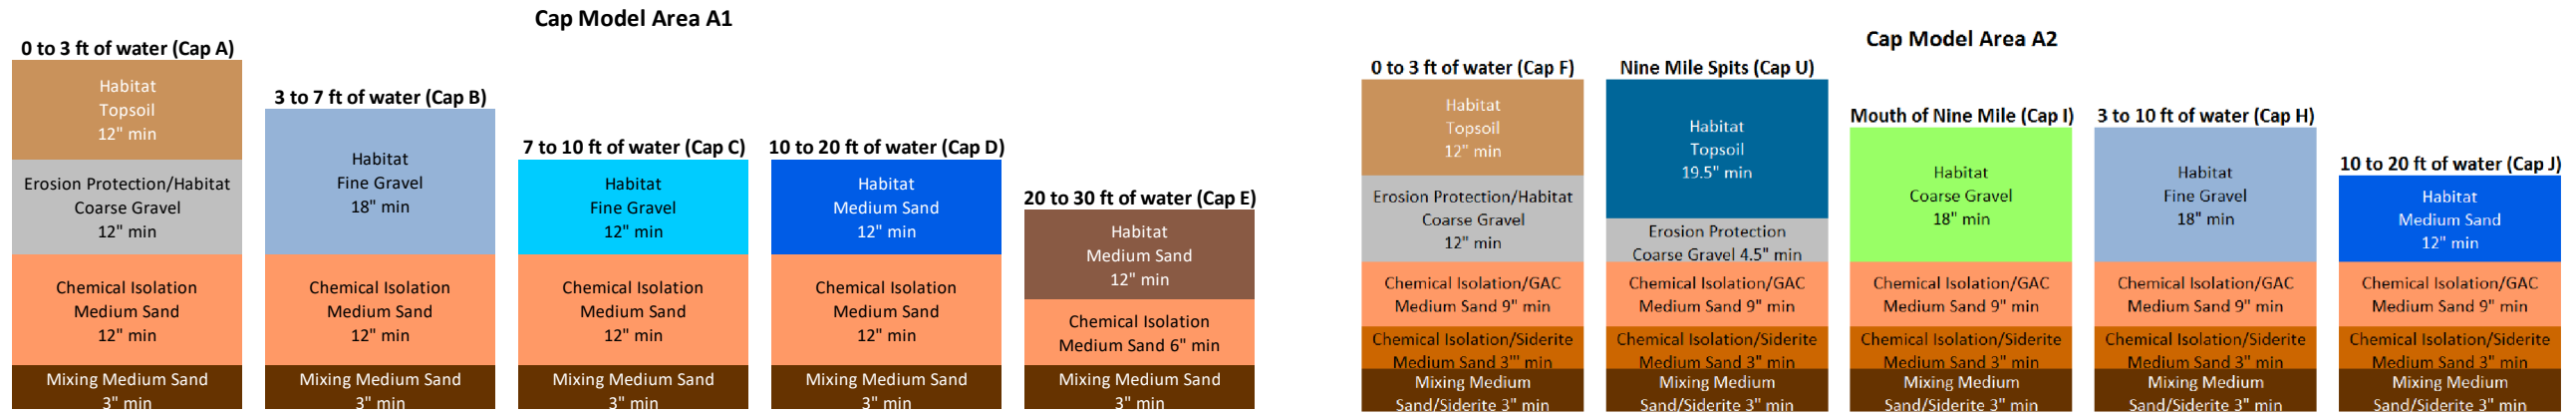 Cap Model Area A1
0 to 3 ft of water (Cap A)
Habitat
Topsoil
12" min
Erosion Protection/Habitat
Coarse Gravel
12" min
Chemical Isolation
Medium Sand
12" min
Mixing Medium Sand
3" min
3 to 7 ft of water (Cap B)
Habitat
Fine Gravel
18" min
Chemical Isolation
Medium Sand
12" min
Mixing Medium Sand
3" min
7 to 10 ft of water (Cap C)
Habitat
Fine Gravel
12" min
Chemical Isolation
Medium Sand
12" min
Mixing Medium Sand
3" min
10 to 20 ft of water (Cap D)
Habitat
Medium Sand
12" min
Chemical Isolation
Medium Sand
12" min
Mixing Medium Sand
3" min
20 to 30 ft of water (Cap E)
Habitat
Medium Sand
12" min
Chemical Isolation
Medium Sand 6" min
Mixing Medium Sand
3" min
Cap Model Area A2
0 to 3 ft of water (Cap F)
Habitat
Topsoil
12" min
Erosion Protection/Habitat
Coarse Gravel
12" min
Chemical Isolation/GAC
Medium Sand 9" min
Chemical Isolation/Siderite
Medium Sand 3'" min
Mixing Medium
Sand/Siderite 3" min
Nine Mile Spits (Cap U)
Habitat
Topsoil
19.5" min
Erosion Protection
Coarse Gravel 4.5" min
Chemical Isolation/GAC
Medium Sand 9" min
Chemical Isolation/Siderite
Medium Sand 3" min
Mixing Medium
Sand/Siderite 3" min
Mouth of Nine Mile (Cap I)
Habitat
Coarse Gravel
18" min
Chemical Isolation/GAC
Medium Sand 9" min
Chemical Isolation/Siderite
Medium Sand 3" min
Mixing Medium
Sand/Siderite 3" min
3 to 10 ft of water (Cap H)
Habitat
Fine Gravel
18" min
Chemical Isolation/GAC
Medium Sand 9" min
Chemical Isolation/Siderite
Medium Sand 3" min
Mixing Medium
Sand/Siderite 3" min
10 to 20 ft of water (Cap J)
Habitat
Medium Sand
12" min
Chemical Isolation/GAC
Medium Sand 9" min
Chemical Isolation/Siderite
Medium Sand 3" min
Mixing Medium
Sand/Siderite 3" min